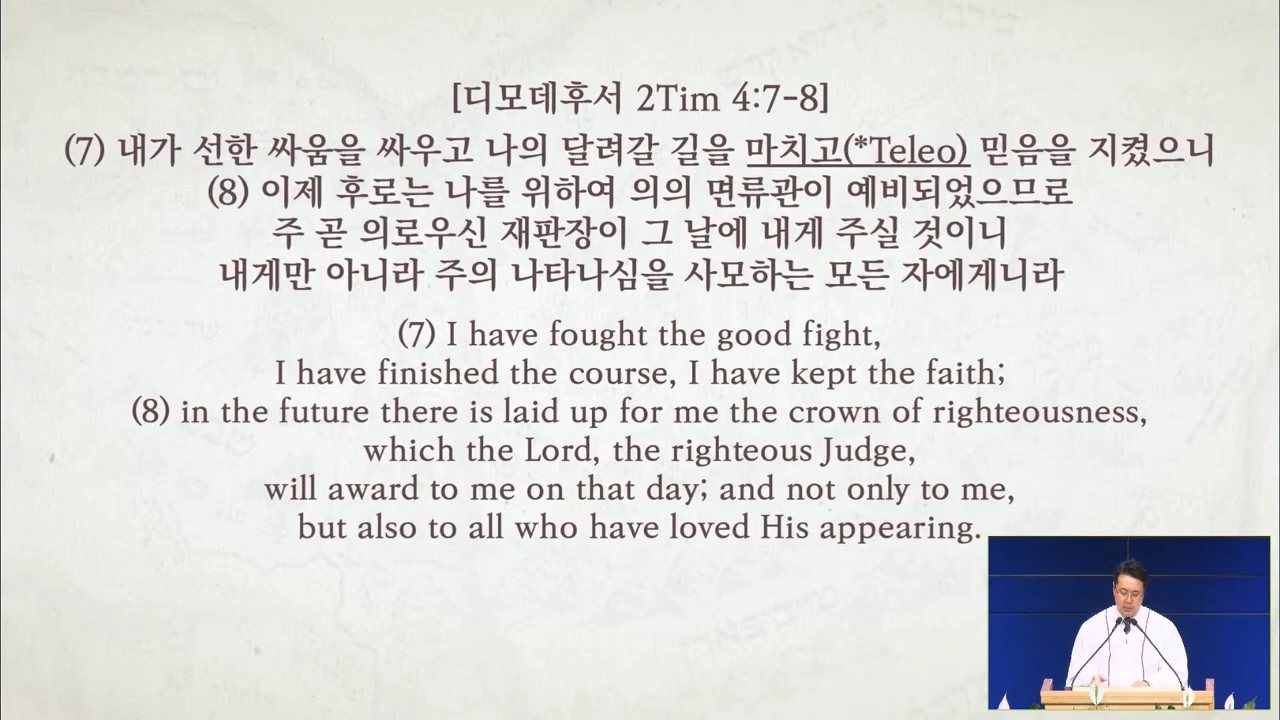 [디모데후서 2Tim 4:7-8]
(7) 내가 선한 싸움을 싸우고 나의 달려갈 길을 마치고(*Teleo) 믿음을 지켰으니
(8) 이제 후로는 나를 위하여 의의 면류관이 예비되었으므로
주 곧 의로우신 재판장이 그 날에 내게 주실 것이니
내게만 아니라 주의 나타나심을 사모하는 모든 자에게니라
(7) I have fought the good fight,
I have finished the course, I have kept the faith;
(8) in the future there is laid up for me the crown of righteousness,
which the Lord, the righteous Judge,
will award to me on that day; and not only to me,
but also to all who have loved His appearing.